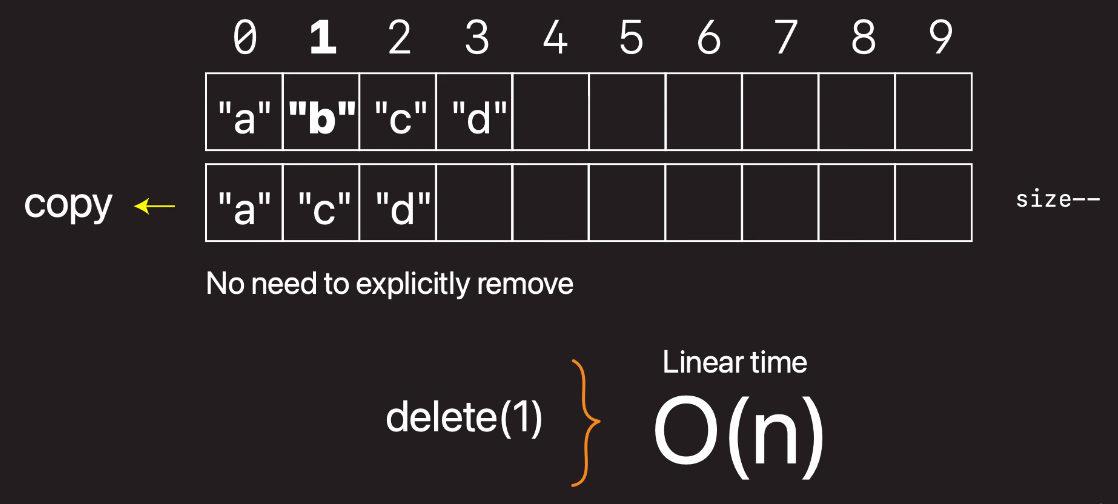 0 1 2 3 4 5 6 7 8 9
"a" "b" "c" "d"
copy "a" "c" "d" size--
No need to explicitly remove
Linear time
delete(1) O(n)